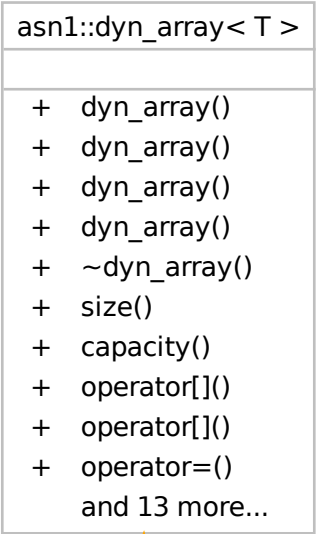 asn1::dyn_array< T >
+ dyn_array()
+ dyn_array()
+ dyn_array()
+ dyn_array()
+ ~dyn_array()
+ size()
+ capacity()
+ operator[]()
+ operator[]()
+ operator=()
and 13 more...